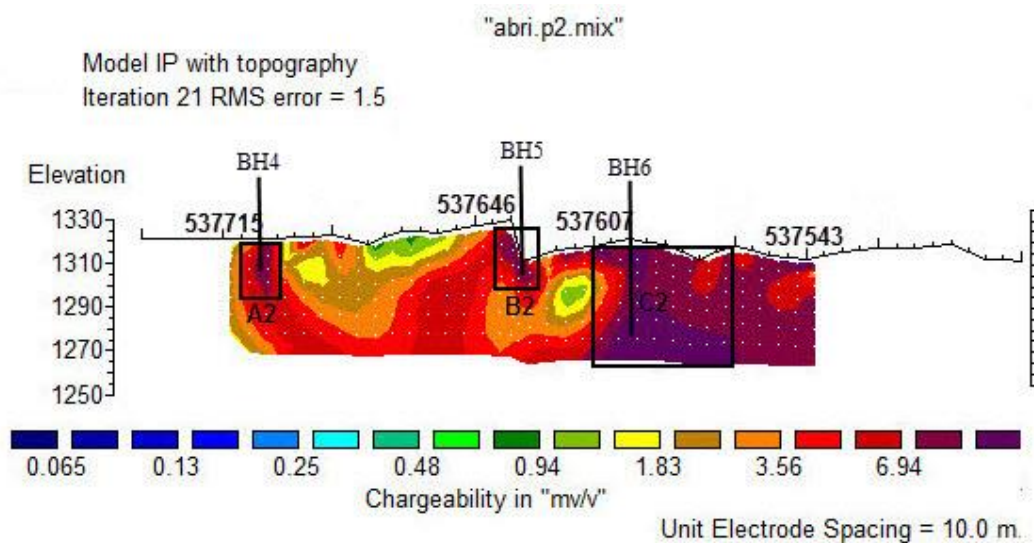 "abri.p2.mix"
Model IP with topography
Iteration 21 RMS error = 1.5
BH4
BH5
BH6
Elevation
1330
537715
537646
537607
537543
1310
1290
A2
B2
C2
1270
1250
0.065 0.13 0.25 0.48 0.94 1.83 3.56 6.94
Chargeability in "mv/v"
Unit Electrode Spacing = 10.0 m.